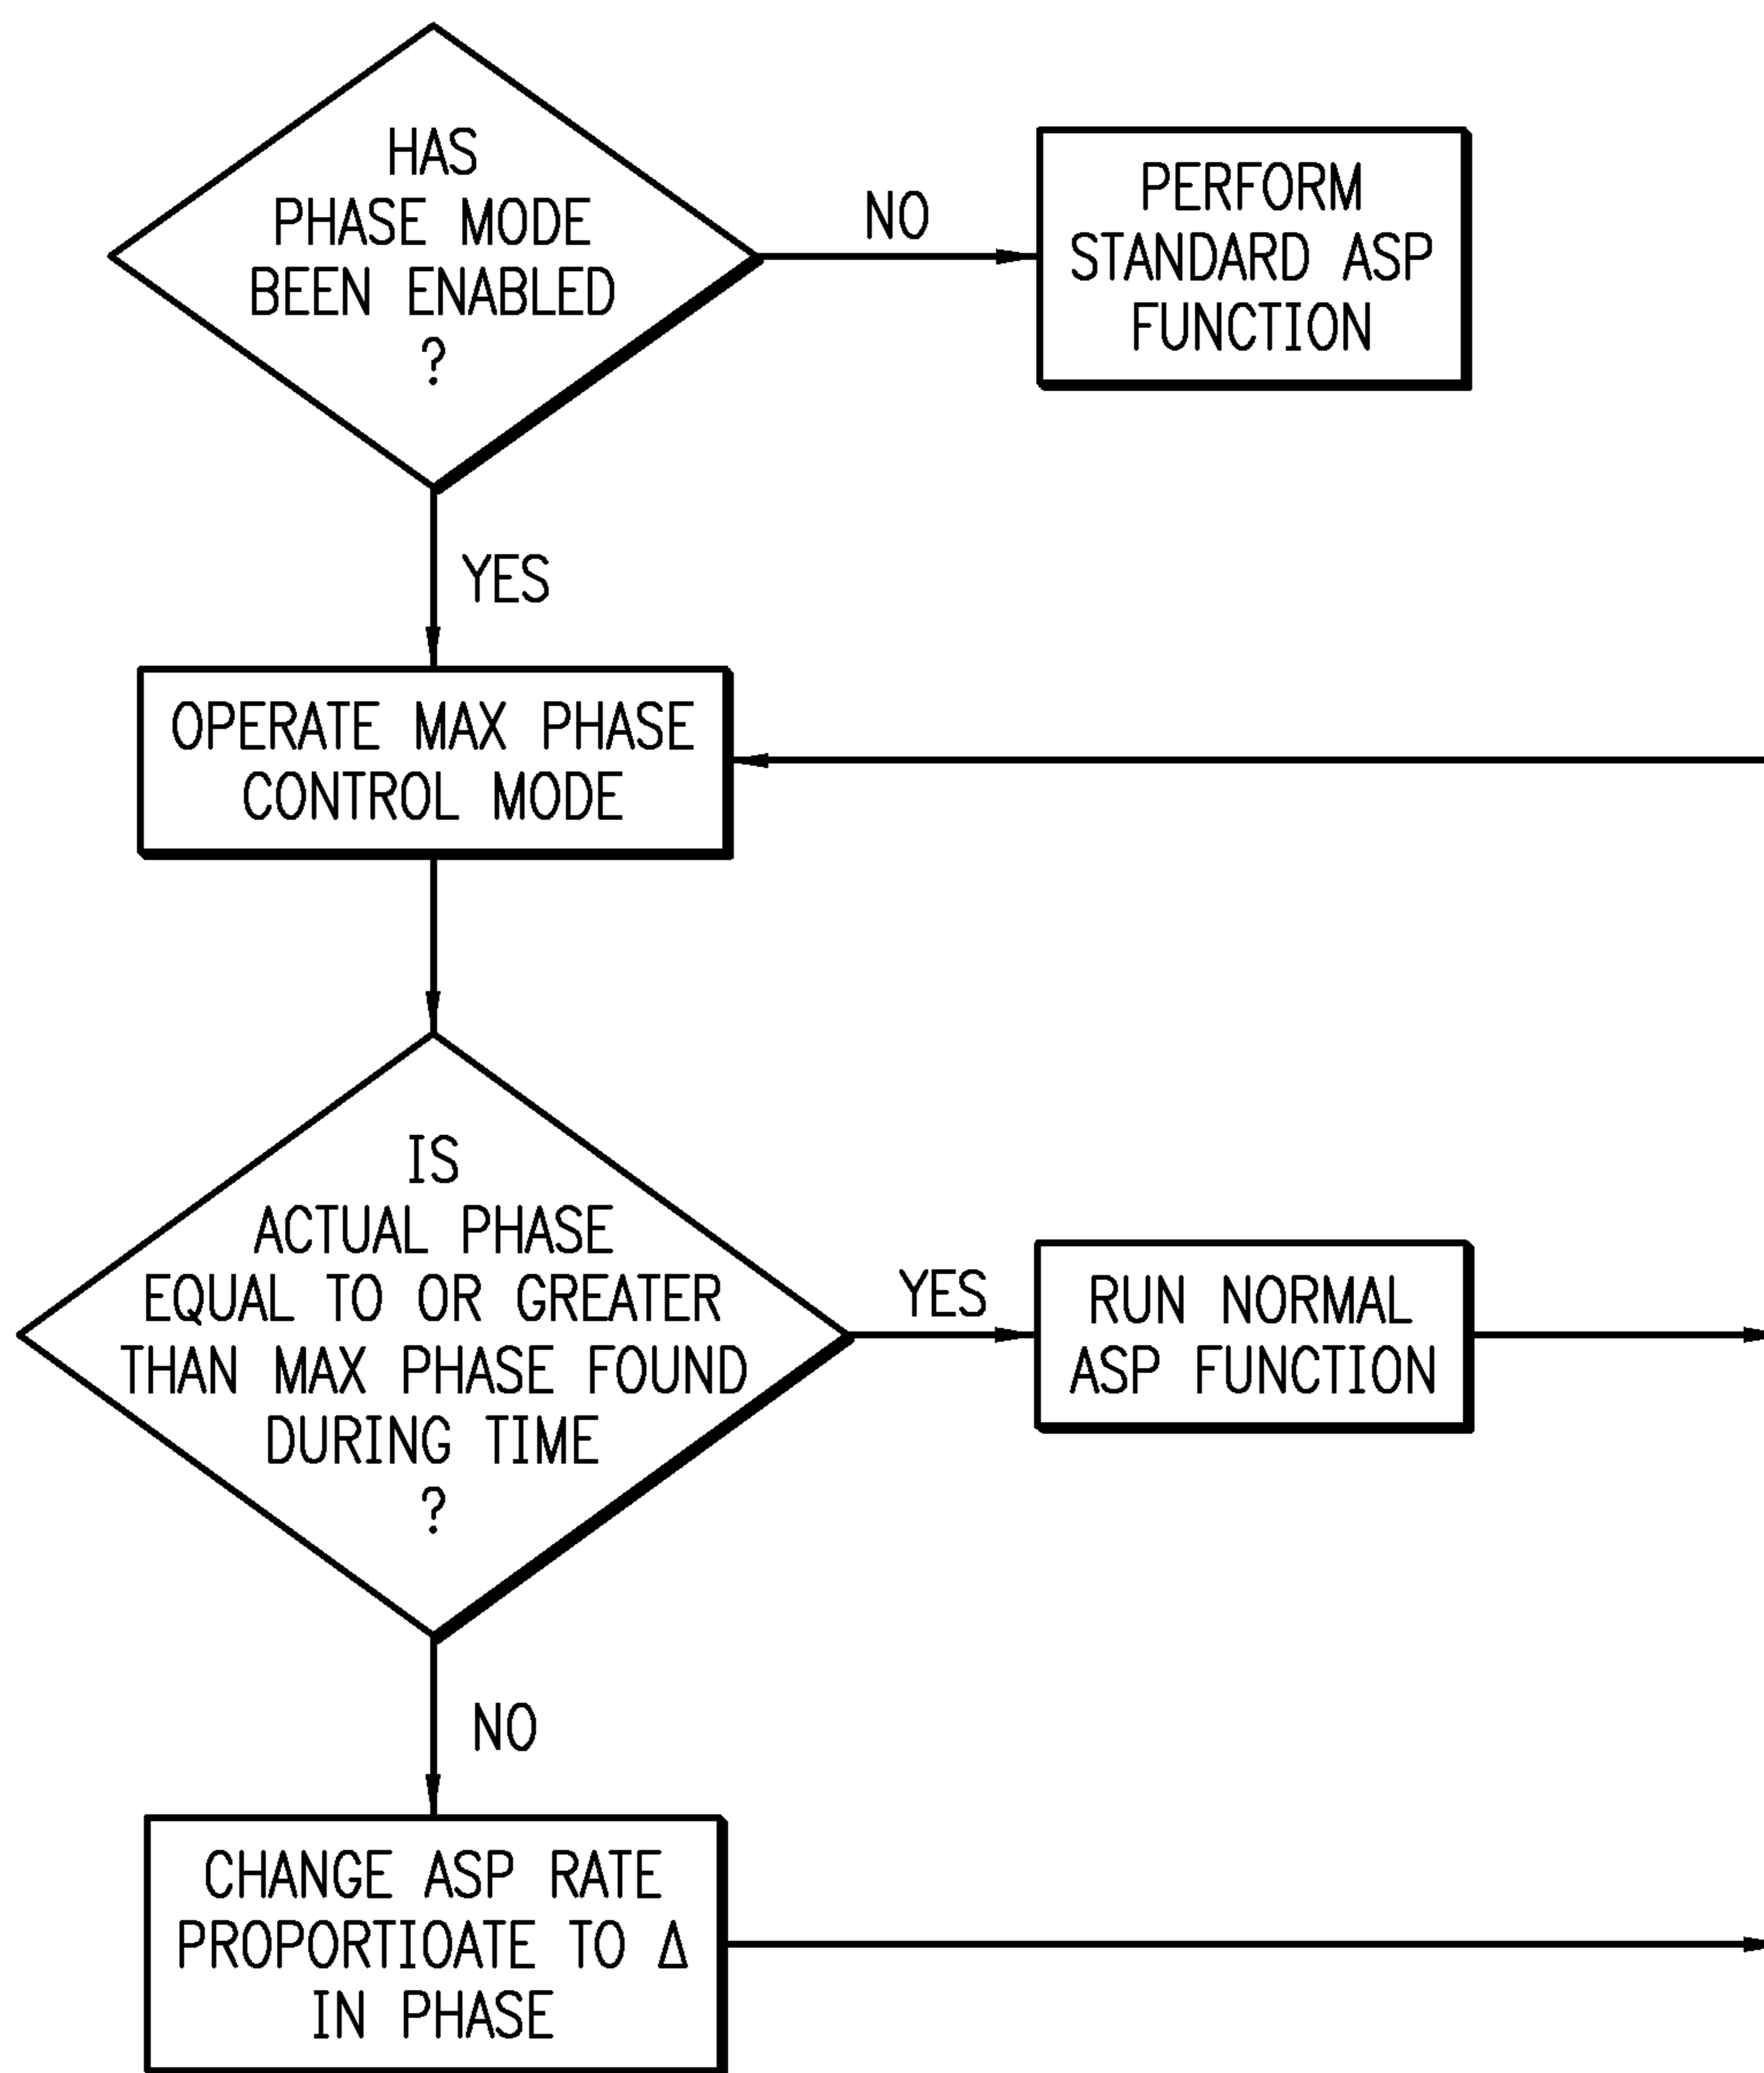 HAS
PHASE MODE
BEEN ENABLED
?
NO
PERFORM
STANDARD ASP
FUNCTION
YES
OPERATE MAX PHASE
CONTROL MODE
IS
ACTUAL PHASE
EQUAL TO OR GREATER
THAN MAX PHASE FOUND
DURING TIME
?
YES
RUN NORMAL
ASP FUNCTION
NO
CHANGE ASP RATE
PROPORTIOATE TO Δ
IN PHASE